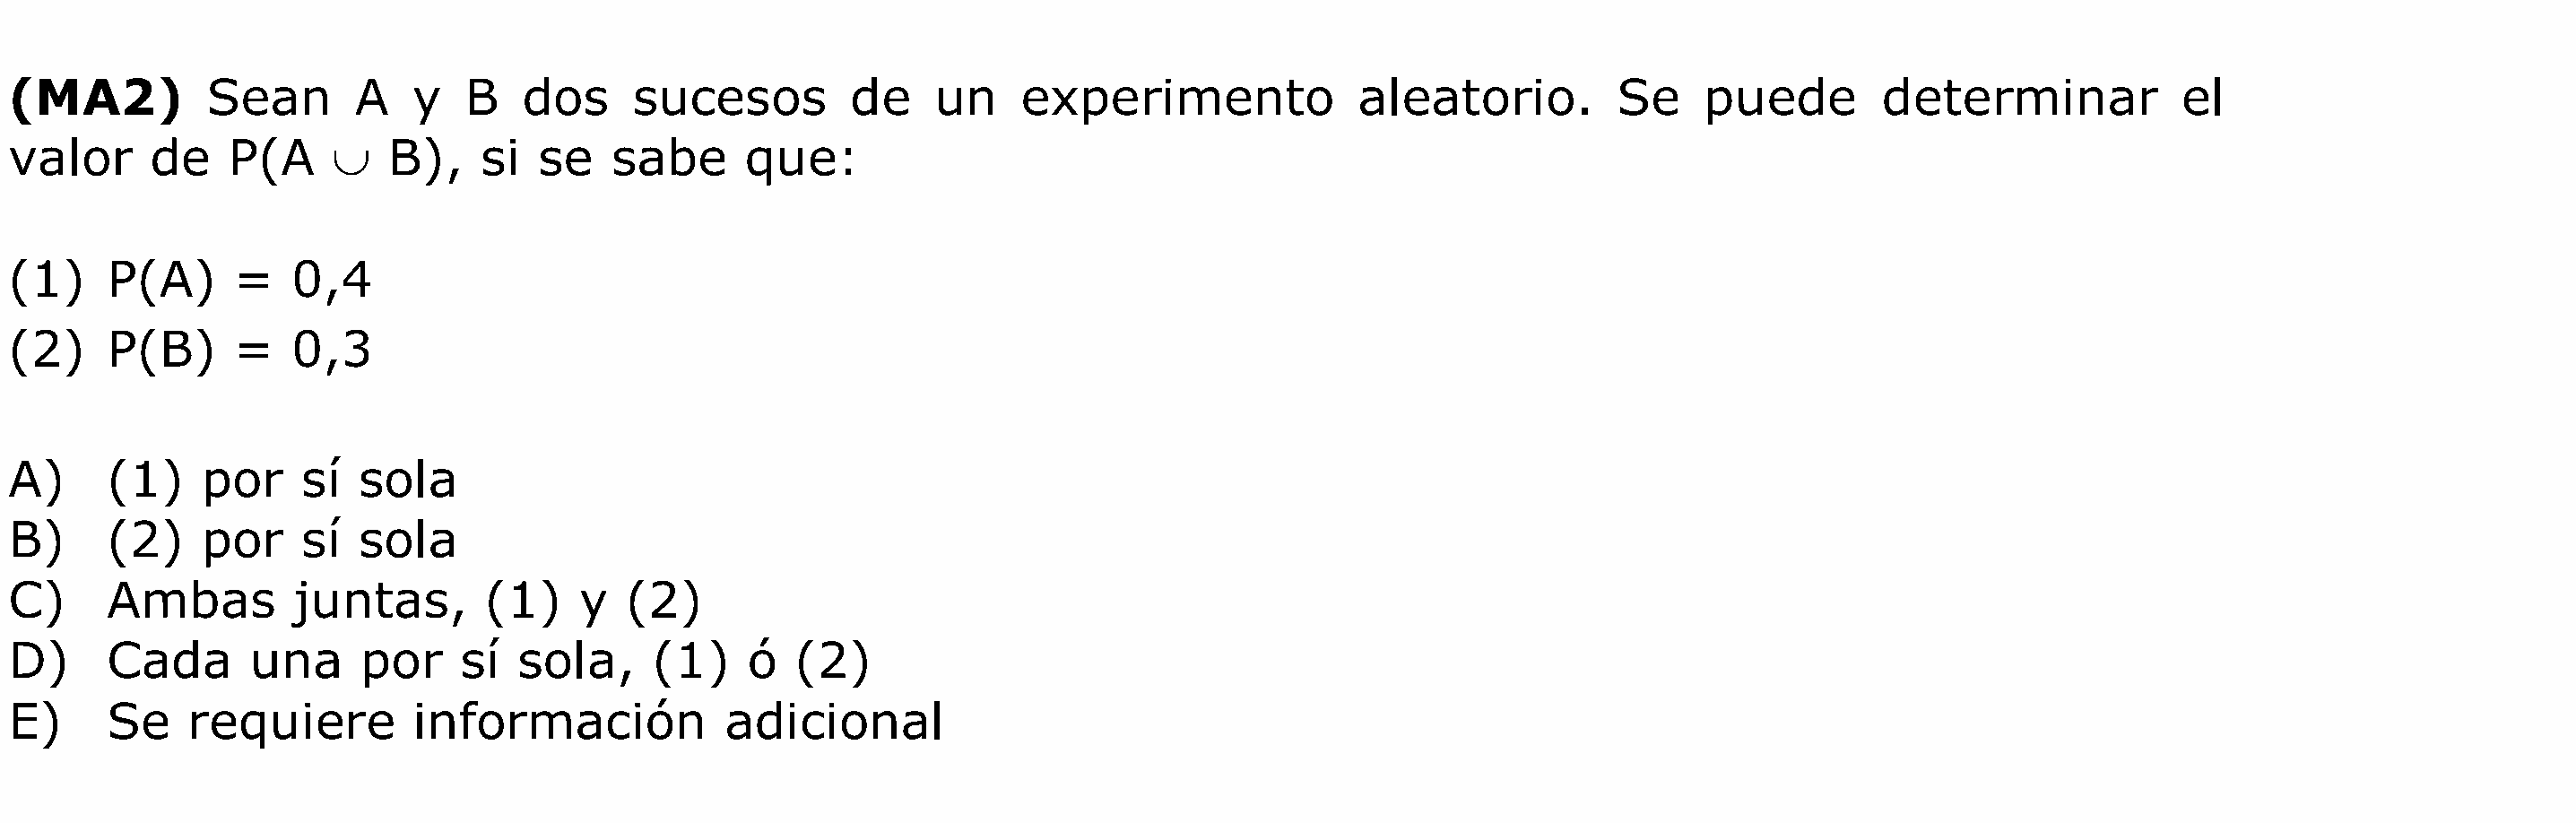 (MA2) Sean A y B dos sucesos de un experimento aleatorio. Se puede determinar el
valor de P(A ∪ B), si se sabe que:
(1) P(A) = 0,4
(2) P(B) = 0,3
A) (1) por sí sola
B) (2) por sí sola
C) Ambas juntas, (1) y (2)
D) Cada una por sí sola, (1) ó (2)
E) Se requiere información adicional